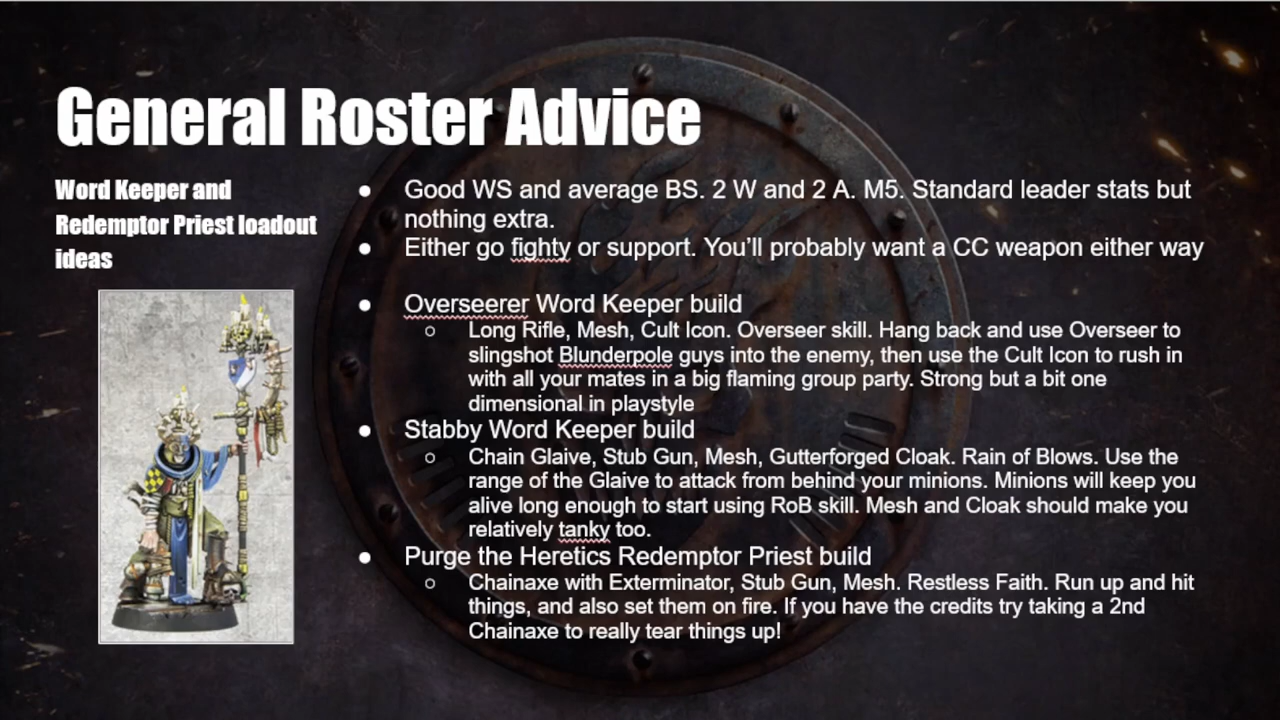 General Roster Advice
Word Keeper and
Redemptor Priest loadout
ideas
● Good WS and average BS. 2 W and 2 A. M5. Standard leader stats but
nothing extra.
● Either go fighty or support. You’ll probably want a CC weapon either way
● Overseerer Word Keeper build
○ Long Rifle, Mesh, Cult Icon. Overseer skill. Hang back and use Overseer to
slingshot Blunderpole guys into the enemy, then use the Cult Icon to rush in
with all your mates in a big flaming group party. Strong but a bit one
dimensional in playstyle
● Stabby Word Keeper build
○ Chain Glaive, Stub Gun, Mesh, Gutterforged Cloak. Rain of Blows. Use the
range of the Glaive to attack from behind your minions. Minions will keep you
alive long enough to start using RoB skill. Mesh and Cloak should make you
relatively tanky too.
● Purge the Heretics Redemptor Priest build
○ Chainaxe with Exterminator, Stub Gun, Mesh. Restless Faith. Run up and hit
things, and also set them on fire. If you have the credits try taking a 2nd
Chainaxe to really tear things up!